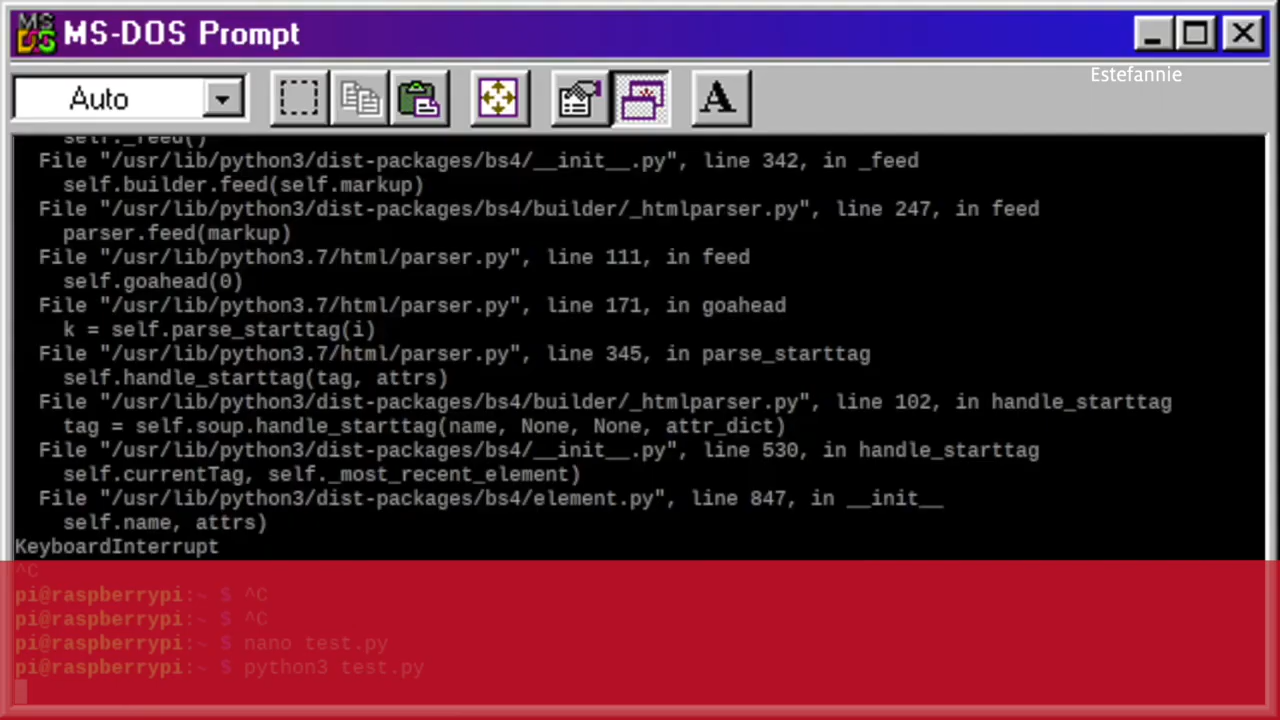 MS-DOS Prompt
Estefannie
Auto
A
self._feed()
File "/usr/lib/python3/dist-packages/bs4/__init__.py", line 342, in _feed
self.builder.feed(self.markup)
File "/usr/lib/python3/dist-packages/bs4/builder/_htmlparser.py", line 247, in feed
parser.feed(markup)
File "/usr/lib/python3.7/html/parser.py", line 111, in feed
self.goahead(0)
File "/usr/lib/python3.7/html/parser.py", line 171, in goahead
k = self.parse_starttag(i)
File "/usr/lib/python3.7/html/parser.py", line 345, in parse_starttag
self.handle_starttag(tag, attrs)
File "/usr/lib/python3/dist-packages/bs4/builder/_htmlparser.py", line 102, in handle_starttag
tag = self.soup.handle_starttag(name, None, None, attr_dict)
File "/usr/lib/python3/dist-packages/bs4/__init__.py", line 530, in handle_starttag
self.currentTag, self._most_recent_element)
File "/usr/lib/python3/dist-packages/bs4/element.py", line 847, in __init__
self.name, attrs)
KeyboardInterrupt
^C
pi@raspberrypi:~ $ ^C
pi@raspberrypi:~ $ ^C
pi@raspberrypi:~ $ nano test.py
pi@raspberrypi:~ $ python3 test.py